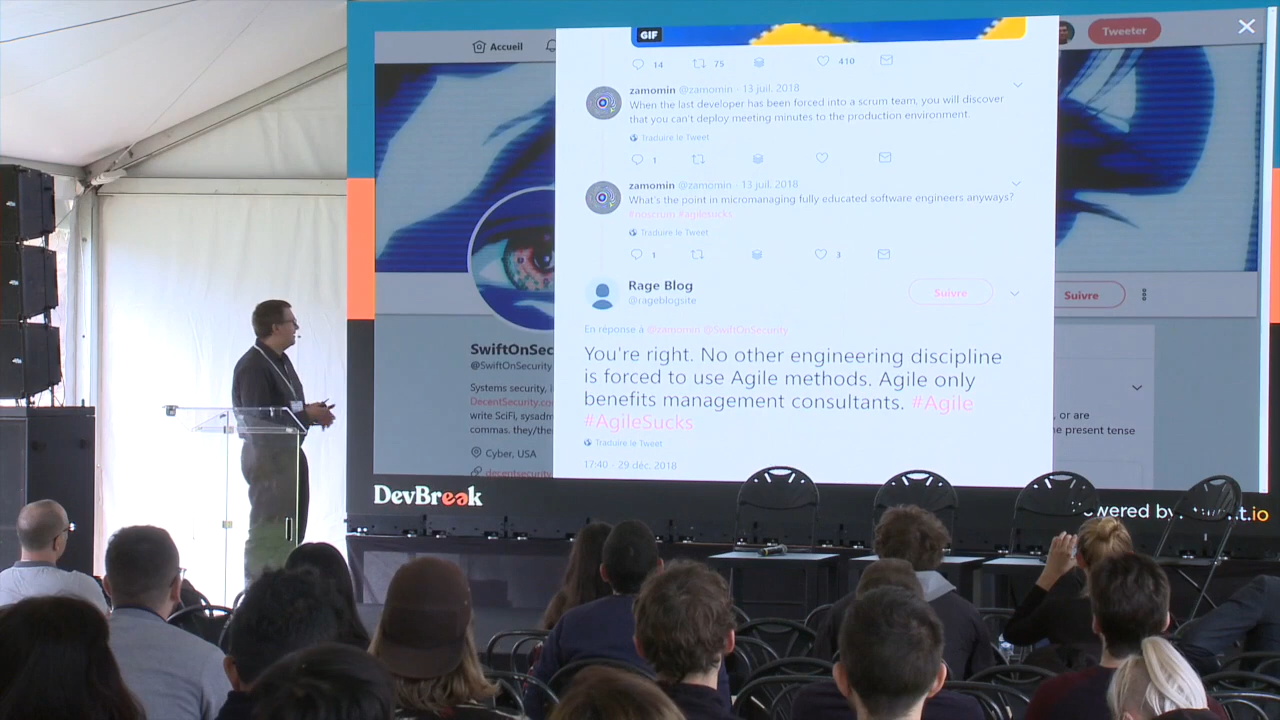 GIF
Accueil
Tweeter
14 75 410
zamomin @zamomin · 13 juil. 2018
When the last developer has been forced into a scrum team, you will discover
that you can't deploy meeting minutes to the production environment.
Traduire le Tweet
1
zamomin @zamomin · 13 juil. 2018
What's the point in micromanaging fully educated software engineers anyways?
#noscrum #agilesucks
Traduire le Tweet
1 3
Rage Blog
@rageblogsite
Suivre
Suivre
En réponse à @zamomin @SwiftOnSecurity
You're right. No other engineering discipline
is forced to use Agile methods. Agile only
benefits management consultants. #Agile
#AgileSucks
Traduire le Tweet
17:40 - 29 déc. 2018
SwiftOnSec
@SwiftOnSecurity
Systems security, i
DecentSecurity.co
write SciFi, sysadm
commas. they/the
Cyber, USA
decentsecurity
, or are
present tense
DevBreak
owered by
t.io